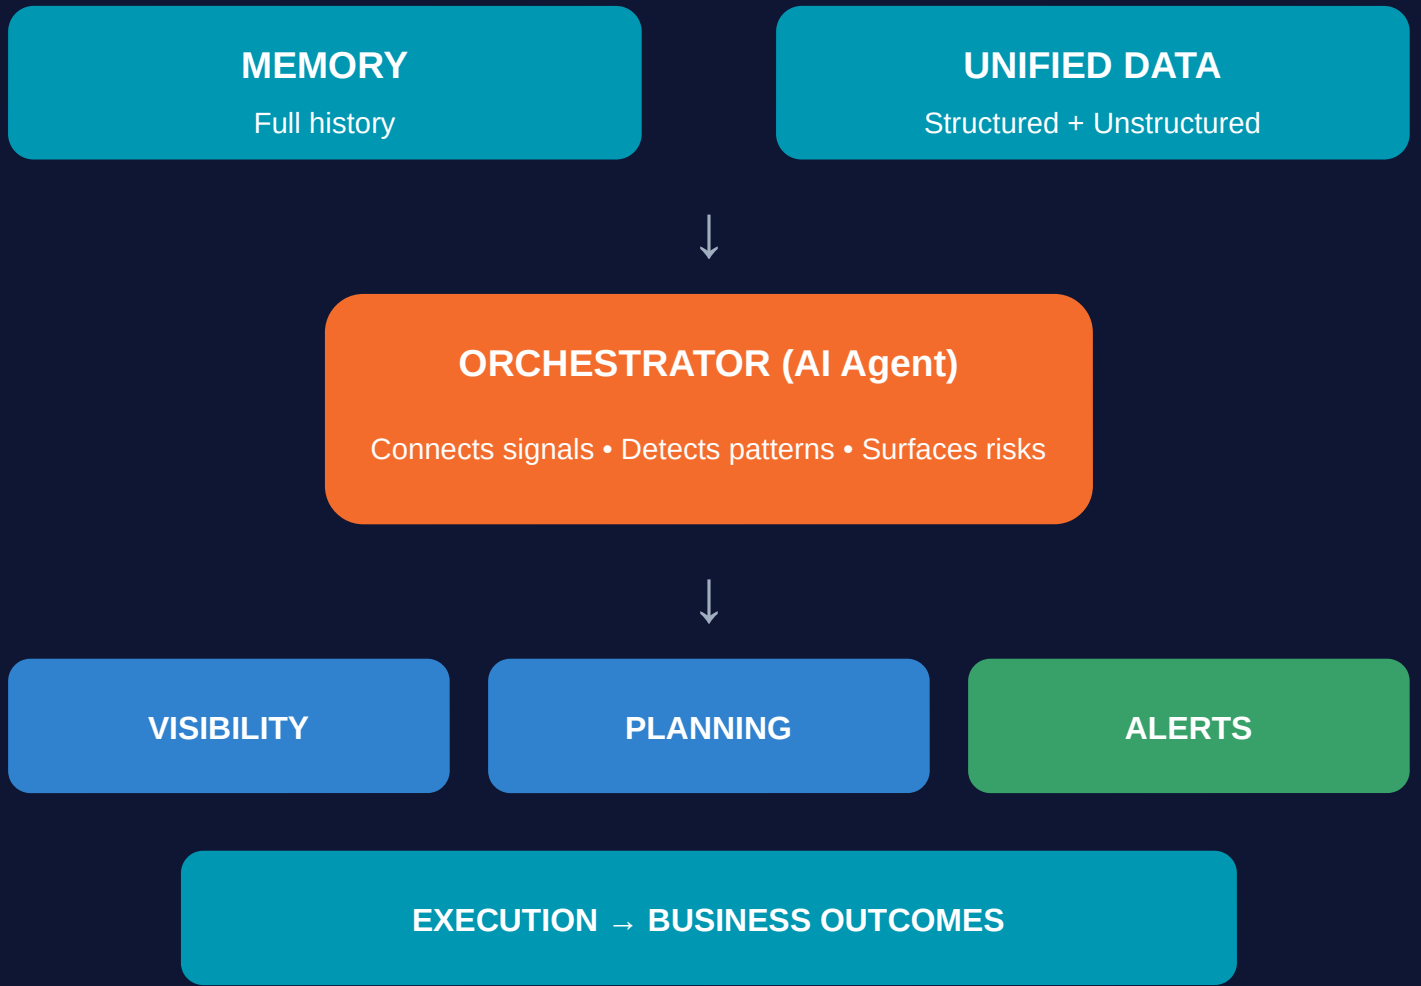 MEMORY
Full history
UNIFIED DATA
Structured + Unstructured
↓
ORCHESTRATOR (AI Agent)
Connects signals • Detects patterns • Surfaces risks
↓
VISIBILITY
PLANNING
ALERTS
EXECUTION → BUSINESS OUTCOMES